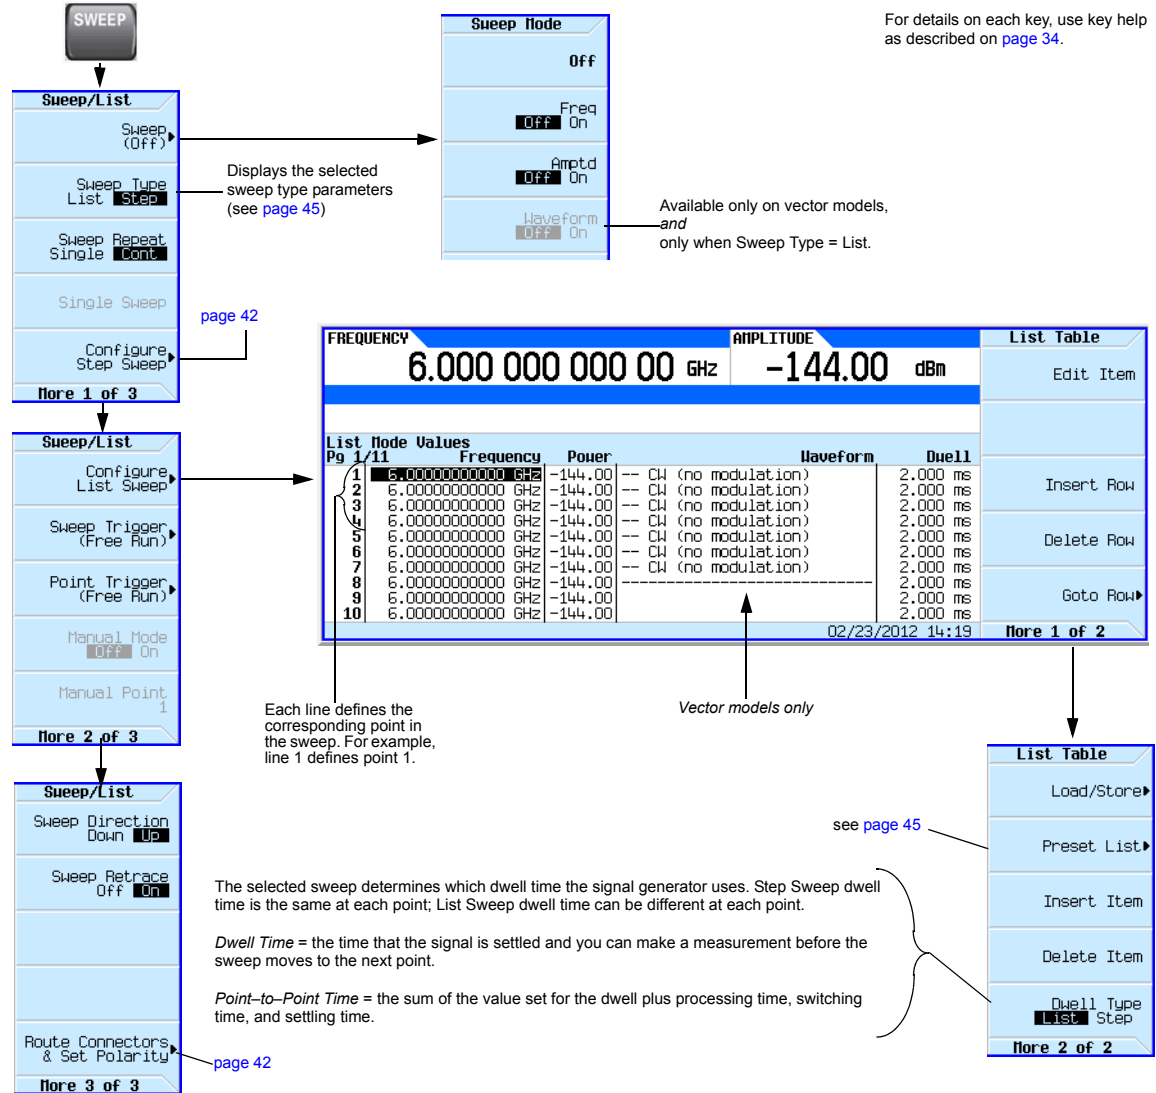 SWEEP
Sweep/List
Sweep
(Off)
Sweep Type
List Step
Sweep Repeat
Single Cont
Single Sweep
Configure
Step Sweep
More 1 of 3
Displays the selected
sweep type parameters
(see page 45)
page 42
Sweep Mode
Off
Freq
Off On
Amptd
Off On
Waveform
Off On
Available only on vector models,
and
only when Sweep Type = List.
For details on each key, use key help
as described on page 34.
Sweep/List
Configure
List Sweep
Sweep Trigger
(Free Run)
Point Trigger
(Free Run)
Manual Mode
Off On
Manual Point
1
More 2 of 3
FREQUENCY AMPLITUDE
6.000 000 000 00 GHz -144.00 dBm
List Mode Values
Pg 1/11 Frequency Power Waveform Dwell
1 6.00000000000 GHz -144.00 -- CW (no modulation) 2.000 ms
2 6.00000000000 GHz -144.00 -- CW (no modulation) 2.000 ms
3 6.00000000000 GHz -144.00 -- CW (no modulation) 2.000 ms
4 6.00000000000 GHz -144.00 -- CW (no modulation) 2.000 ms
5 6.00000000000 GHz -144.00 -- CW (no modulation) 2.000 ms
6 6.00000000000 GHz -144.00 -- CW (no modulation) 2.000 ms
7 6.00000000000 GHz -144.00 -- CW (no modulation) 2.000 ms
8 6.00000000000 GHz -144.00 ---------------------------- 2.000 ms
9 6.00000000000 GHz -144.00 2.000 ms
10 6.00000000000 GHz -144.00 2.000 ms
02/23/2012 14:19
List Table
Edit Item
Insert Row
Delete Row
Goto Row
More 1 of 2
Each line defines the
corresponding point in
the sweep. For example,
line 1 defines point 1.
Vector models only
Sweep/List
Sweep Direction
Down Up
Sweep Retrace
Off On
Route Connectors
& Set Polarity
More 3 of 3
page 42
The selected sweep determines which dwell time the signal generator uses. Step Sweep dwell
time is the same at each point; List Sweep dwell time can be different at each point.
Dwell Time = the time that the signal is settled and you can make a measurement before the
sweep moves to the next point.
Point–to–Point Time = the sum of the value set for the dwell plus processing time, switching
time, and settling time.
see page 45
List Table
Load/Store
Preset List
Insert Item
Delete Item
Dwell Type
List Step
More 2 of 2